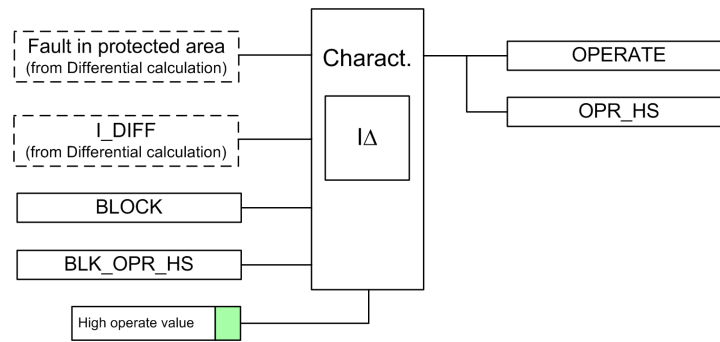 Fault in protected area
(from Differential calculation)
I_DIFF
(from Differential calculation)
BLOCK
BLK_OPR_HS
High operate value
Charact.
I∆
OPERATE
OPR_HS